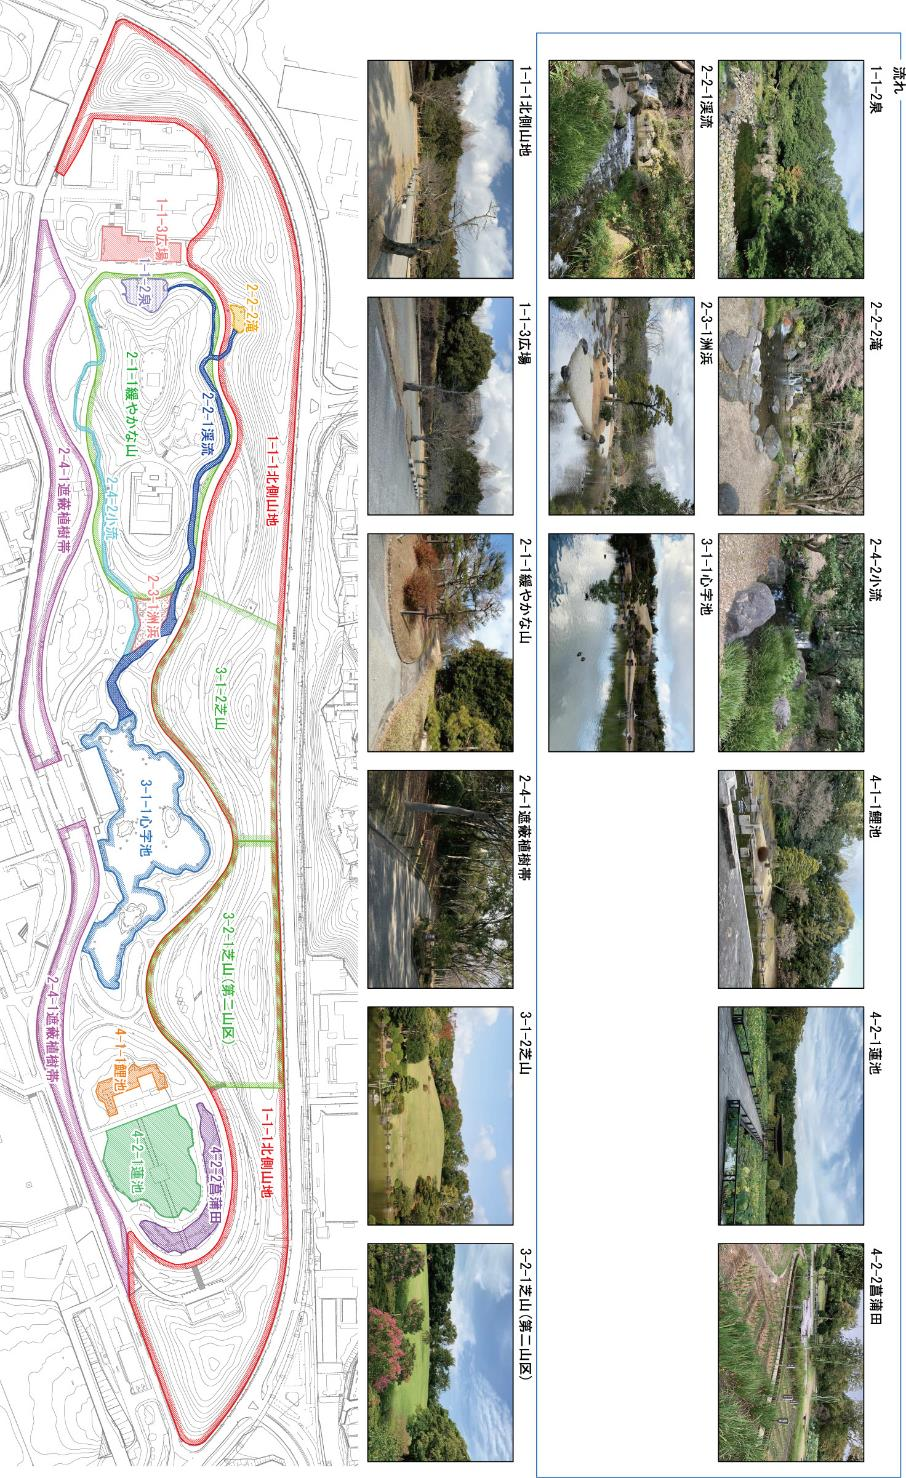 流れ
1-1-2泉
2-2-2滝
2-4-2小流
4-1-1鯉池
4-2-1蓮池
4-2-2菖蒲田
2-2-1渓流
2-3-1洲浜
3-1-1心字池
1-1-1北側山地
1-1-3広場
2-1-1緩やかな山
2-4-1遮蔽植樹帯
3-1-2芝山
3-2-1芝山(第二山区)
1-1-1北側山地
2-2-2滝
1-1-3広場
1-1-2泉
2-2-1渓流
2-1-1緩やかな山
2-4-2小流
2-4-1遮蔽植樹帯
2-3-1洲浜
3-1-2芝山
3-1-1心字池
3-2-1芝山(第二山区)
2-4-1遮蔽植樹帯
4-1-1鯉池
4-2-1蓮池
4-2-2菖蒲田
1-1-1北側山地